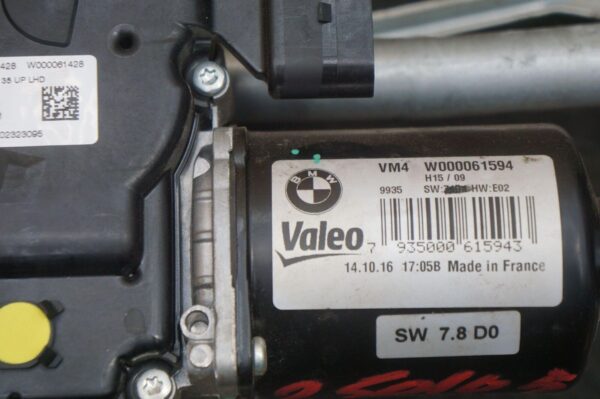 428 W000061428
35 UP LHD
02323095
VM4 W000061594
H15 / 09
9935 HW:E02
BMW
Valeo
7 935000 615943
14.10.16 17:05B Made in France
SW 7.8 D0